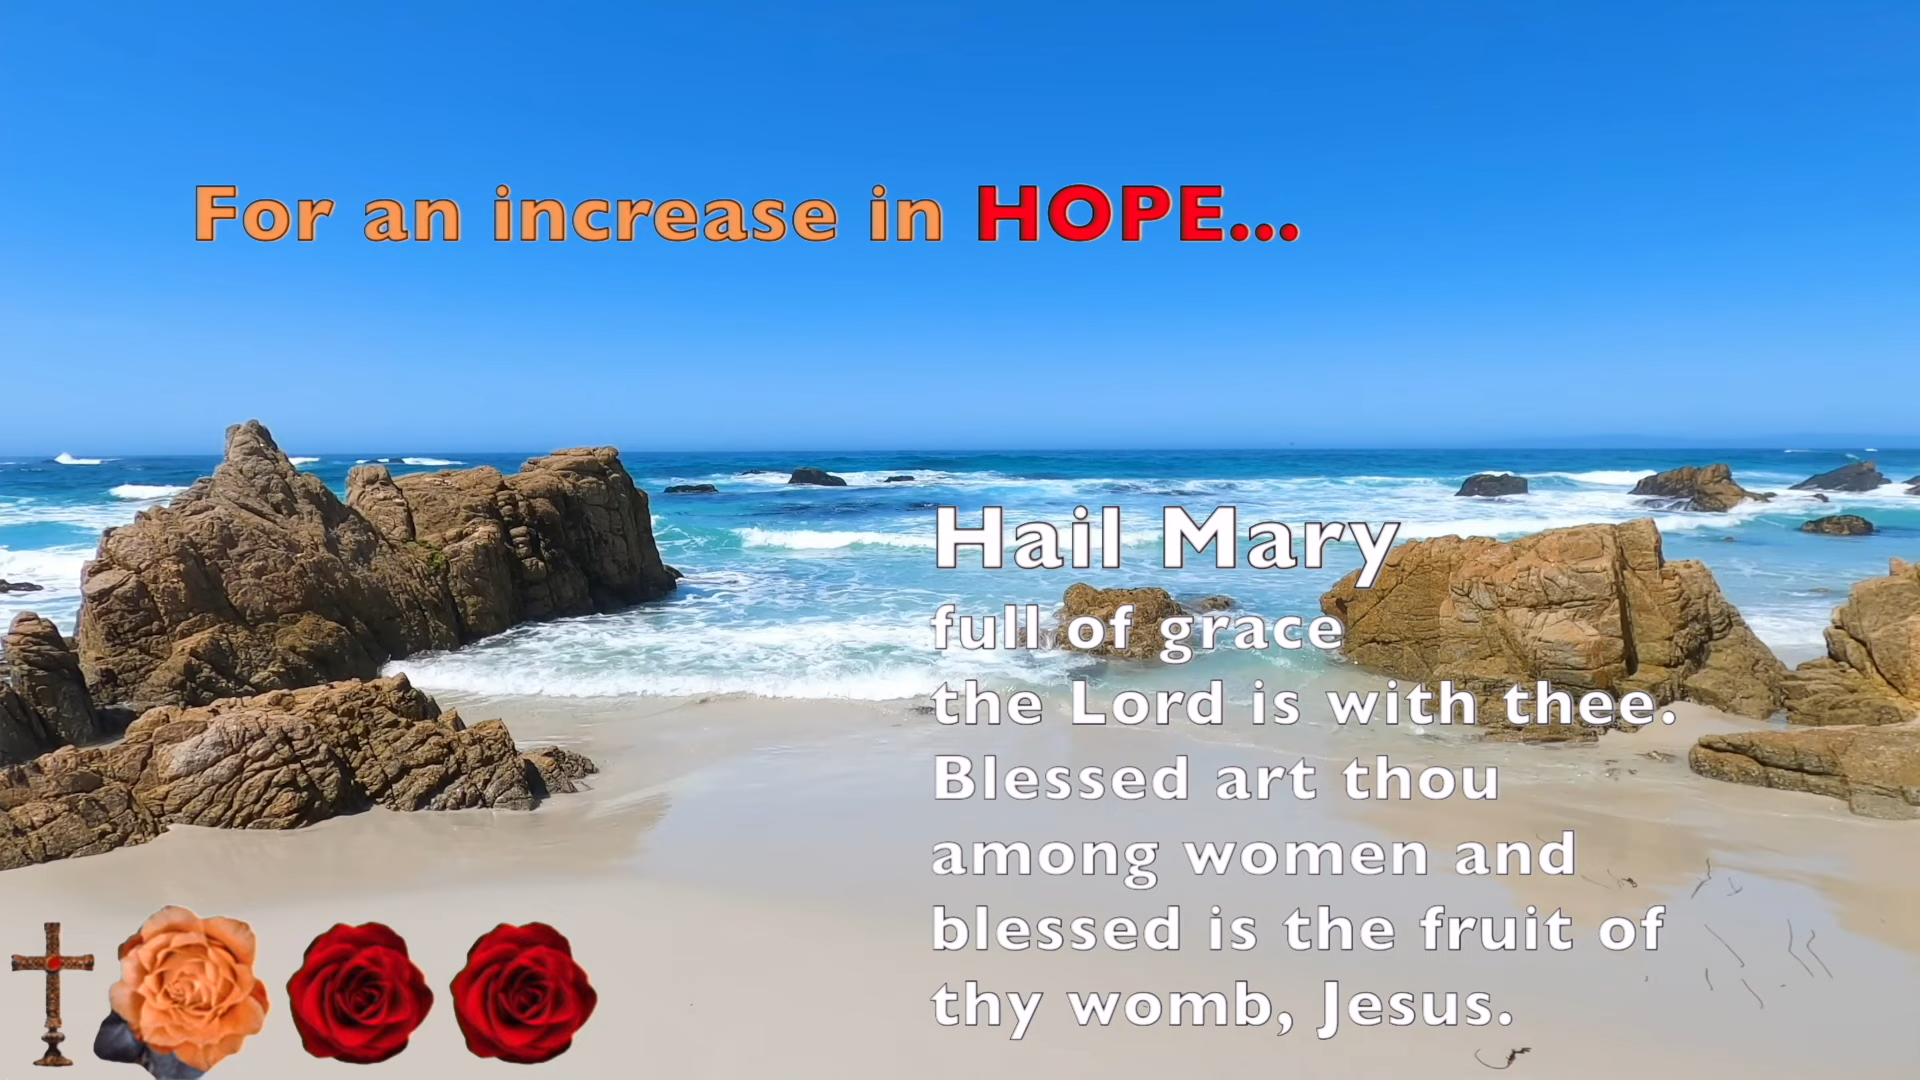 For an increase in HOPE...
Hail Mary
full of grace
the Lord is with thee.
Blessed art thou
among women and
blessed is the fruit of
thy womb, Jesus.